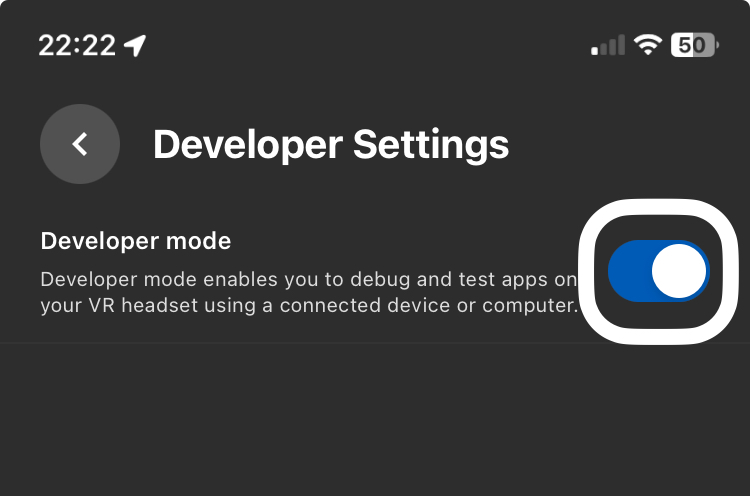 22:22
50
Developer Settings
Developer mode
Developer mode enables you to debug and test apps on
your VR headset using a connected device or computer.